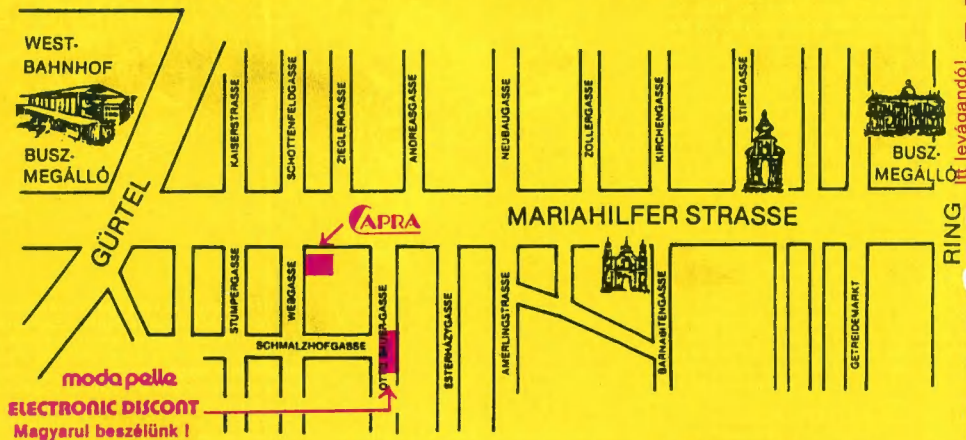 WEST-
BAHNHOF
BUSZ-
MEGÁLLÓ
GÜRTEL
KAISERSTRASSE
SCHOTTENFELDGASSE
ZIEGLERGASSE
ANDREASGASSE
NEUBAUGASSE
ZOLLERGASSE
KIRCHENGASSE
STIFTGASSE
BUSZ-
MEGÁLLÓ
Itt levágandó!
RING
CAPRA
MARIAHILFER STRASSE
STUMPERGASSE
WEBGASSE
SCHMALZHOFGASSE
OTTO BAUER-GASSE
ESTERHÁZYGASSE
AMERLINGSTRASSE
BARNABITENGASSE
GETREIDEMARKT
moda pelle
ELECTRONIC DISCONT
Magyarul beszélünk !